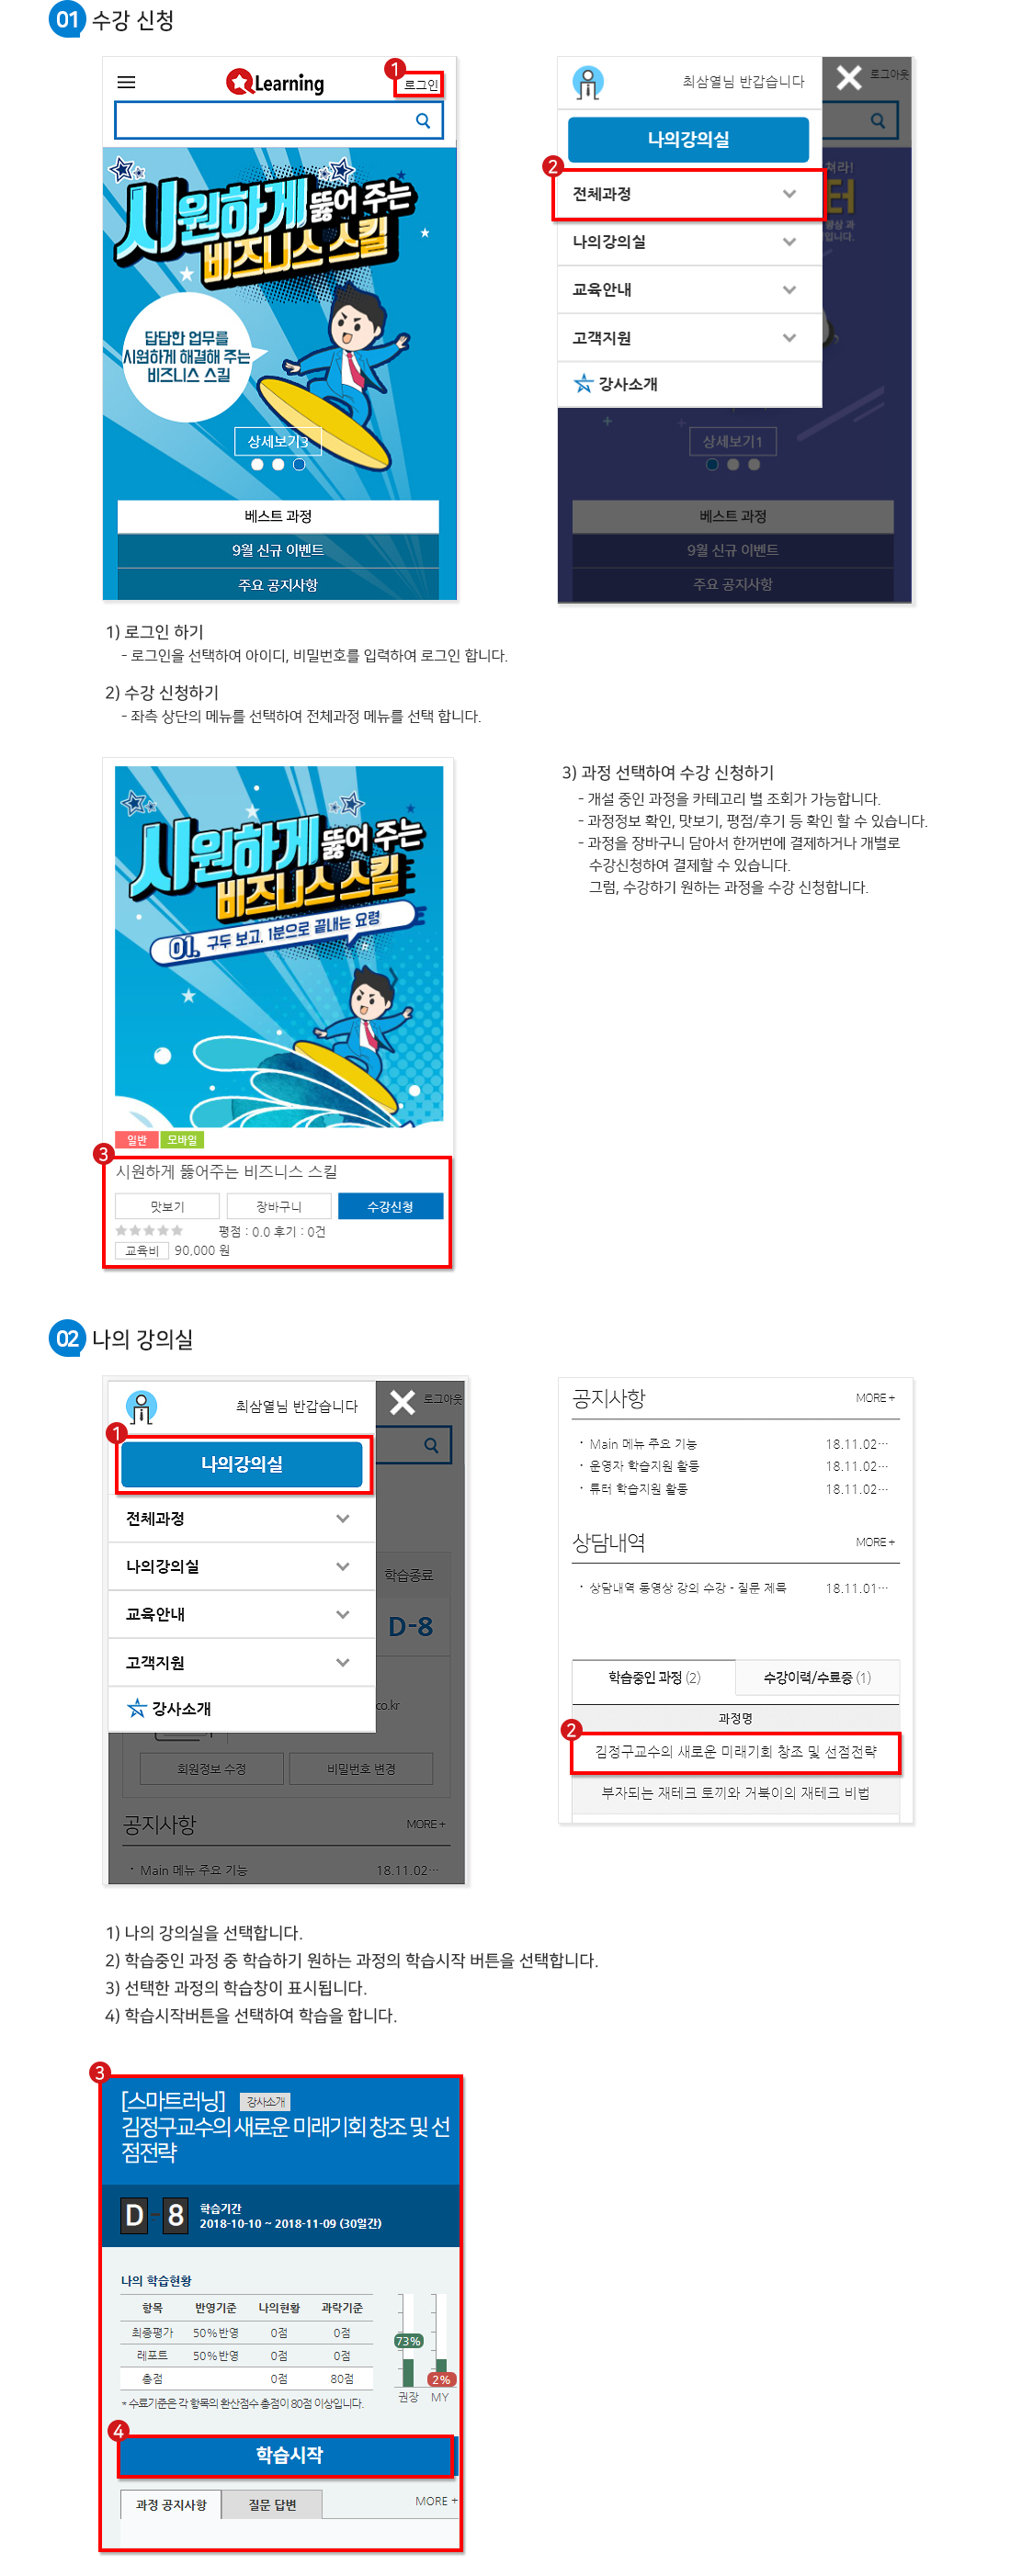 01 수강 신청
Learning
1
로그인
시원하게 뚫어 주는
비즈니스 스킬
답답한 업무를
시원하게 해결해 주는
비즈니스 스킬
상세보기3
베스트 과정
9월 신규 이벤트
주요 공지사항
최삼열님 반갑습니다
로그아웃
나의강의실
2
전체과정
나의강의실
교육안내
고객지원
강사소개
쳐라!
터
향상 과
입니다.
상세보기1
베스트 과정
9월 신규 이벤트
주요 공지사항
1) 로그인 하기
- 로그인을 선택하여 아이디, 비밀번호를 입력하여 로그인 합니다.
2) 수강 신청하기
- 좌측 상단의 메뉴를 선택하여 전체과정 메뉴를 선택 합니다.
시원하게 뚫어 주는
비즈니스 스킬
01. 구두 보고. 1분으로 끝내는 요령
일반 모바일
3
시원하게 뚫어주는 비즈니스 스킬
맛보기 장바구니 수강신청
평점 : 0.0 후기 : 0건
교육비 90,000 원
3) 과정 선택하여 수강 신청하기
- 개설 중인 과정을 카테고리 별 조회가 가능합니다.
- 과정정보 확인, 맛보기, 평점/후기 등 확인 할 수 있습니다.
- 과정을 장바구니 담아서 한꺼번에 결제하거나 개별로
수강신청하여 결제할 수 있습니다.
그럼, 수강하기 원하는 과정을 수강 신청합니다.
02 나의 강의실
최삼열님 반갑습니다
로그아웃
1
나의강의실
전체과정
나의강의실
교육안내
고객지원
강사소개
학습종료
D-8
co.kr
회원정보 수정 비밀번호 변경
공지사항 MORE +
· Main 메뉴 주요 기능 18.11.02…
공지사항 MORE +
· Main 메뉴 주요 기능 18.11.02…
· 운영자 학습지원 활동 18.11.02…
· 튜터 학습지원 활동 18.11.02…
상담내역 MORE +
· 상담내역 동영상 강의 수강 - 질문 제목 18.11.01…
학습중인 과정 (2) 수강이력/수료증 (1)
과정명
2
김정구교수의 새로운 미래기회 창조 및 선점전략
부자되는 재테크 토끼와 거북이의 재테크 비법
1) 나의 강의실을 선택합니다.
2) 학습중인 과정 중 학습하기 원하는 과정의 학습시작 버튼을 선택합니다.
3) 선택한 과정의 학습창이 표시됩니다.
4) 학습시작버튼을 선택하여 학습을 합니다.
3
[스마트러닝] 강사소개
김정구교수의 새로운 미래기회 창조 및 선
점전략
D-8
학습기간
2018-10-10 ~ 2018-11-09 (30일간)
나의 학습현황
항목 반영기준 나의현황 과락기준
최종평가 50%반영 0점 0점
레포트 50%반영 0점 0점
총점 0점 80점
* 수료기준은 각 항목의 환산점수 총점이 80점 이상입니다.
73%
2%
권장 MY
4
학습시작
과정 공지사항 질문 답변 MORE +